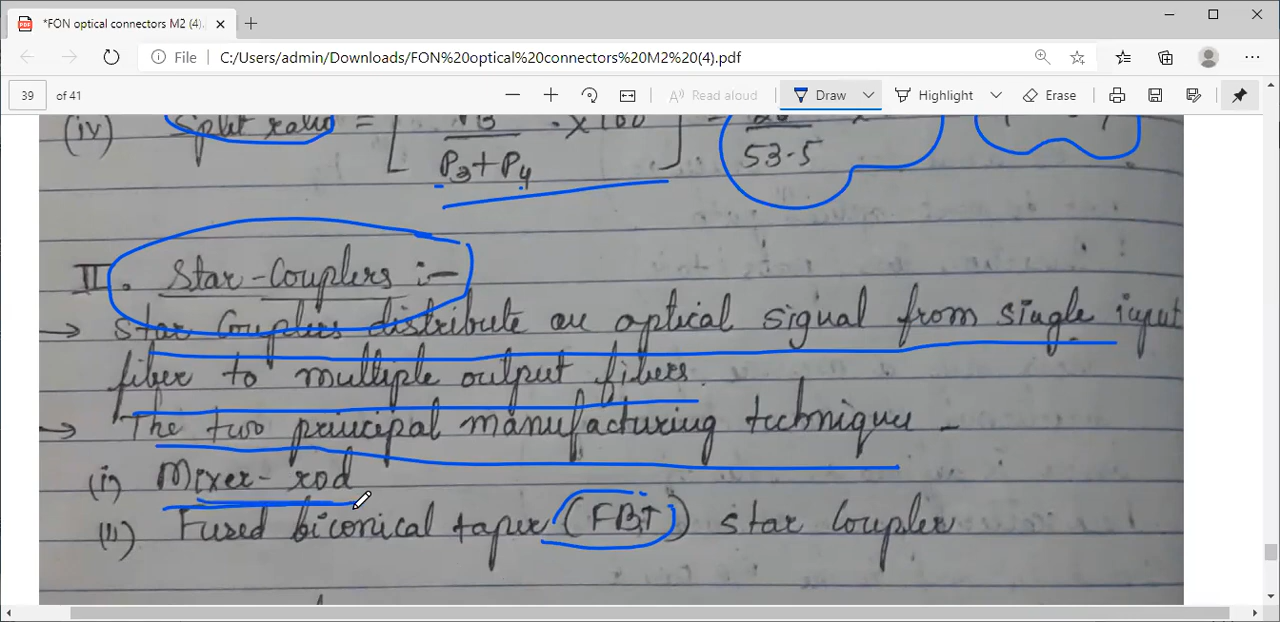 *FON optical connectors M2 (4).
File C:/Users/admin/Downloads/FON%20optical%20connectors%20M2%20(4).pdf
39 of 41 Read aloud Draw Highlight Erase
(iv) Split ratio = [ / P3+P4 × 100 ] = / 53.5
II. Star-Couplers :-
→ Star Couplers distribute an optical signal from single input
fiber to multiple output fibers.
→ The two principal manufacturing technique -
(i) Mixer-rod
(ii) Fused biconical taper (FBT) star Coupler